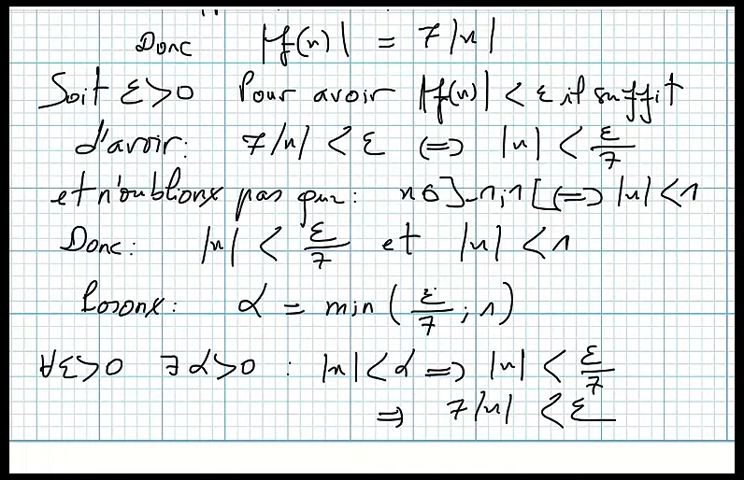 Donc |f(x)| = 7|x|
Soit ε>0 Pour avoir |f(x)| < ε il suffit
d'avoir: 7|x| < ε ⟺ |x| < ε/7
et n'oublions pas que: x∈]-1;1[ ⟺ |x|<1
Donc: |x| < ε/7 et |x| < 1
Posons: α = min(ε/7 ; 1)
∀ε>0 ∃α>0 : |x|<α ⟹ |x| < ε/7
⟹ 7|x| < ε